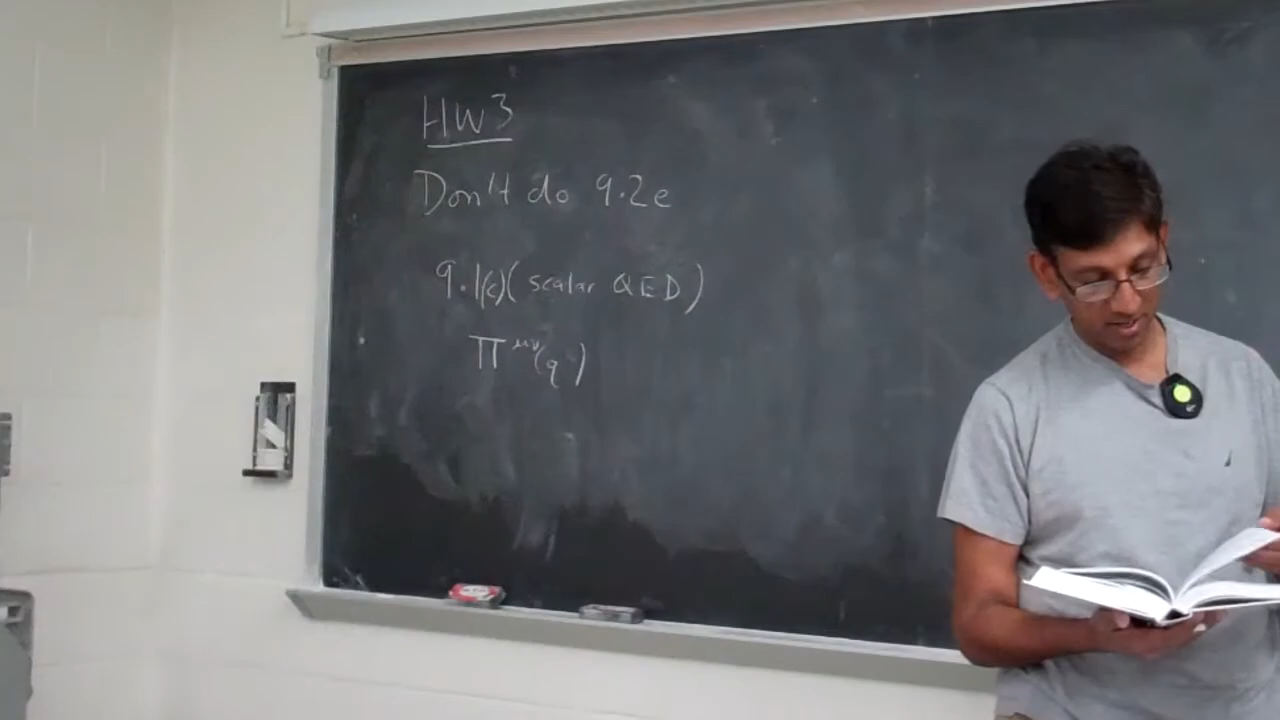 HW3
Don't do 9.2e
9.1(c) (scalar QED)
Π^μν(q)